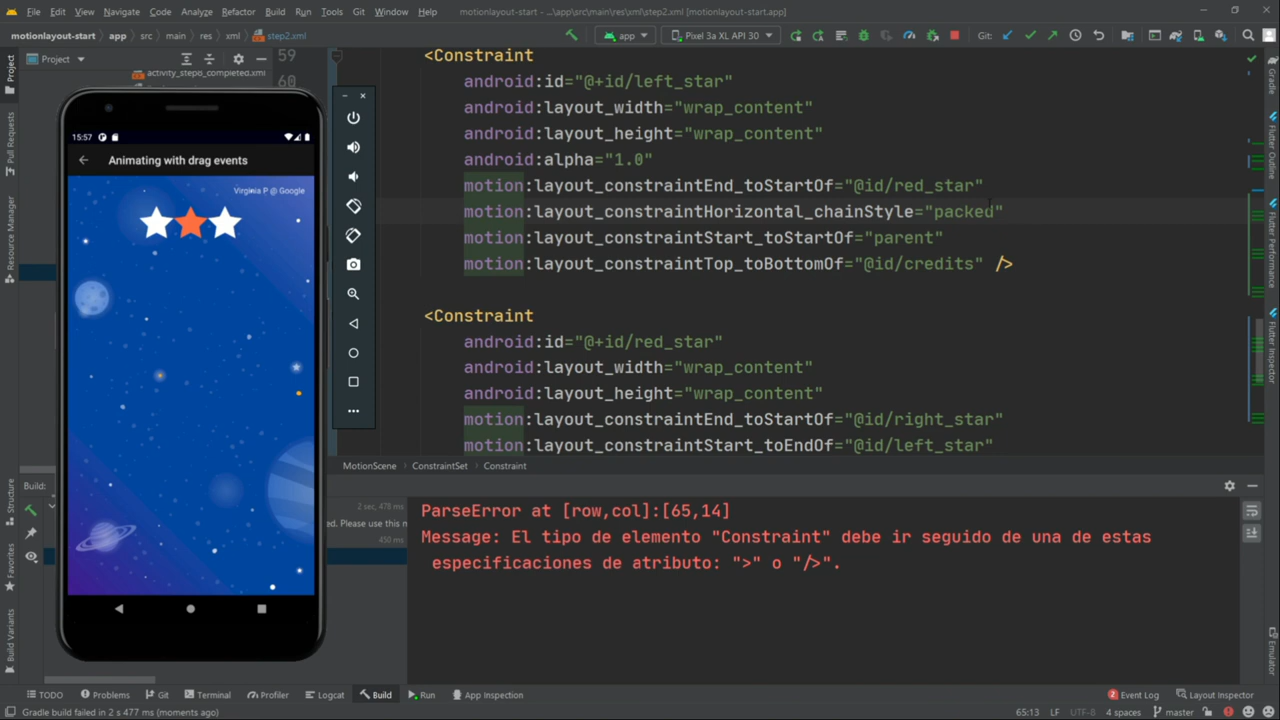 File Edit View Navigate Code Analyze Refactor Build Run Tools Git Window Help motionlayout-start - ...\app\src\main\res\xml\step2.xml [motionlayout-start.app]
motionlayout-start app src main res xml step2.xml app Pixel 3a XL API 30 Git:
Project
activity_step6_completed.xml
59
60
<Constraint
android:id="@+id/left_star"
android:layout_width="wrap_content"
android:layout_height="wrap_content"
android:alpha="1.0"
motion:layout_constraintEnd_toStartOf="@id/red_star"
motion:layout_constraintHorizontal_chainStyle="packed"
motion:layout_constraintStart_toStartOf="parent"
motion:layout_constraintTop_toBottomOf="@id/credits" />
<Constraint
android:id="@+id/red_star"
android:layout_width="wrap_content"
android:layout_height="wrap_content"
motion:layout_constraintEnd_toStartOf="@id/right_star"
motion:layout_constraintStart_toEndOf="@id/left_star"
MotionScene ConstraintSet Constraint
15:57
Animating with drag events
Virginia P @ Google
Project
Pull Requests
Resource Manager
Structure
Favorites
Build Variants
Gradle
Flutter Outline
Flutter Performance
Flutter Inspector
Emulator
Build:
2 sec, 478 ms
ed. Please use this n
450 ms
ParseError at [row,col]:[65,14]
Message: El tipo de elemento "Constraint" debe ir seguido de una de estas
especificaciones de atributo: ">" o "/>".
TODO Problems Git Terminal Profiler Logcat Build Run App Inspection 2 Event Log Layout Inspector
Gradle build failed in 2 s 477 ms (moments ago) 65:13 LF UTF-8 4 spaces master